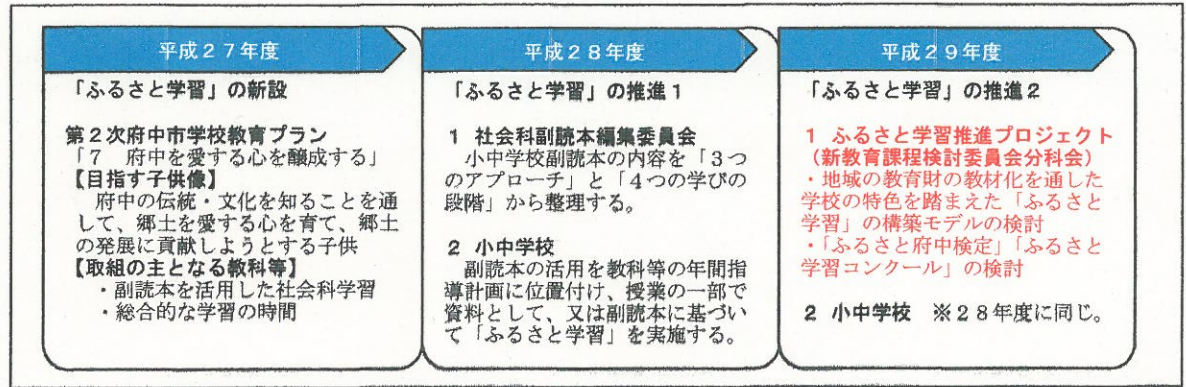 平成２７年度
「ふるさと学習」の新設
第２次府中市学校教育プラン
「７　府中を愛する心を醸成する」
【目指す子供像】
府中の伝統・文化を知ることを通
して、郷土を愛する心を育て、郷土
の発展に貢献しようとする子供
【取組の主となる教科等】
・副読本を活用した社会科学習
・総合的な学習の時間
平成２８年度
「ふるさと学習」の推進１
１ 社会科副読本編集委員会
小中学校副読本の内容を「３つ
のアプローチ」と「４つの学びの
段階」から整理する。
２ 小中学校
副読本の活用を教科等の年間指
導計画に位置付け、授業の一部で
資料として、又は副読本に基づい
て「ふるさと学習」を実施する。
平成２９年度
「ふるさと学習」の推進２
１ ふるさと学習推進プロジェクト
（新教育課程検討委員会分科会）
・地域の教育財の教材化を通した
学校の特色を踏まえた「ふるさと
学習」の構築モデルの検討
・「ふるさと府中検定」「ふるさと
学習コンクール」の検討
２ 小中学校　※２８年度に同じ。